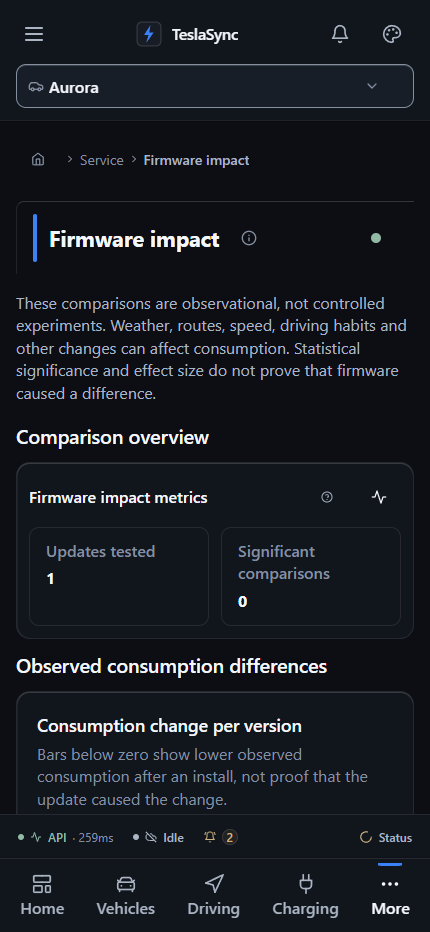 TeslaSync
Aurora
Service
Firmware impact
Firmware impact
These comparisons are observational, not controlled
experiments. Weather, routes, speed, driving habits and
other changes can affect consumption. Statistical
significance and effect size do not prove that firmware
caused a difference.
Comparison overview
Firmware impact metrics
Updates tested
1
Significant
comparisons
0
Observed consumption differences
Consumption change per version
Bars below zero show lower observed
consumption after an install, not proof that the
update caused the change.
API · 259ms
Idle
2
Status
Home
Vehicles
Driving
Charging
More